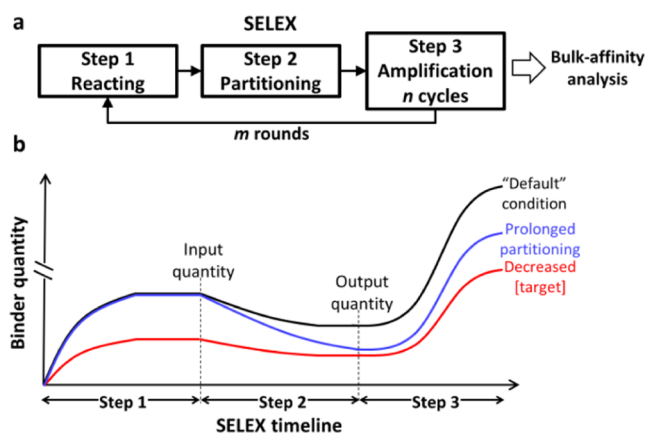 a
SELEX
Step 1
Reacting
Step 2
Partitioning
Step 3
Amplification
n cycles
Bulk-affinity
analysis
m rounds
b
Binder quantity
Input
quantity
Output
quantity
“Default”
condition
Prolonged
partitioning
Decreased
[target]
Step 1
Step 2
Step 3
SELEX timeline